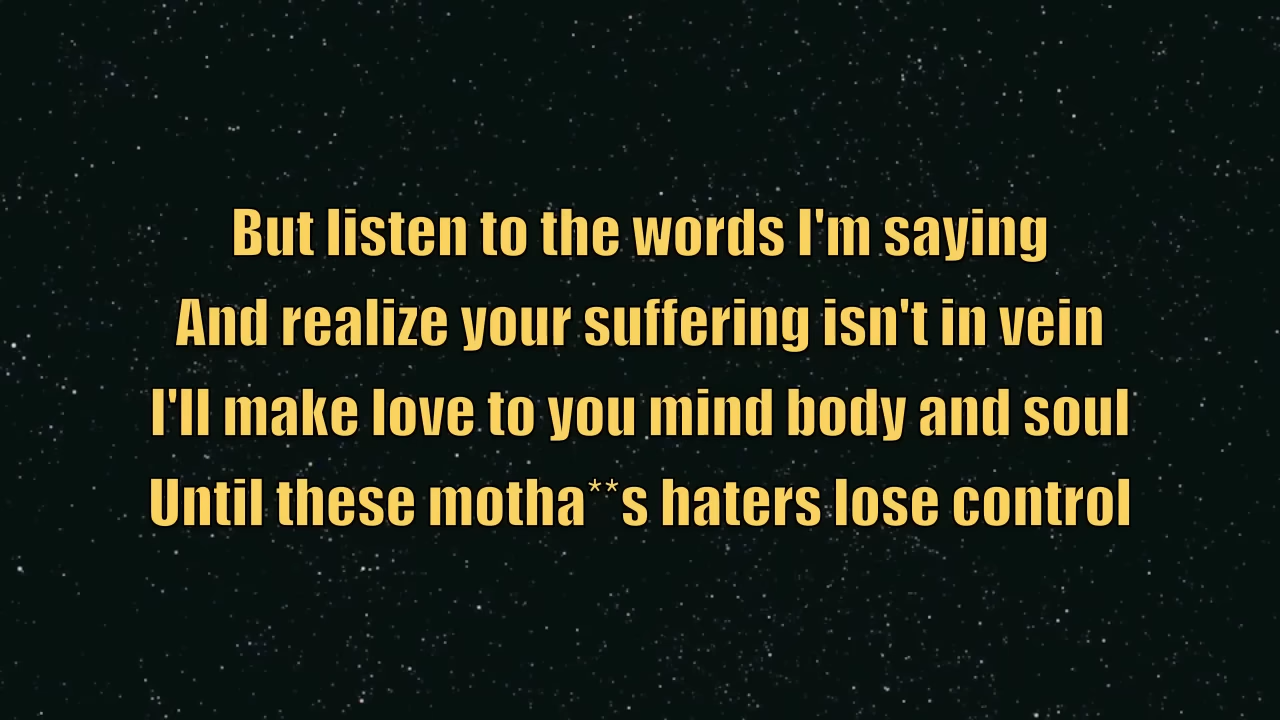 But listen to the words I'm saying
And realize your suffering isn't in vein
I'll make love to you mind body and soul
Until these motha**s haters lose control